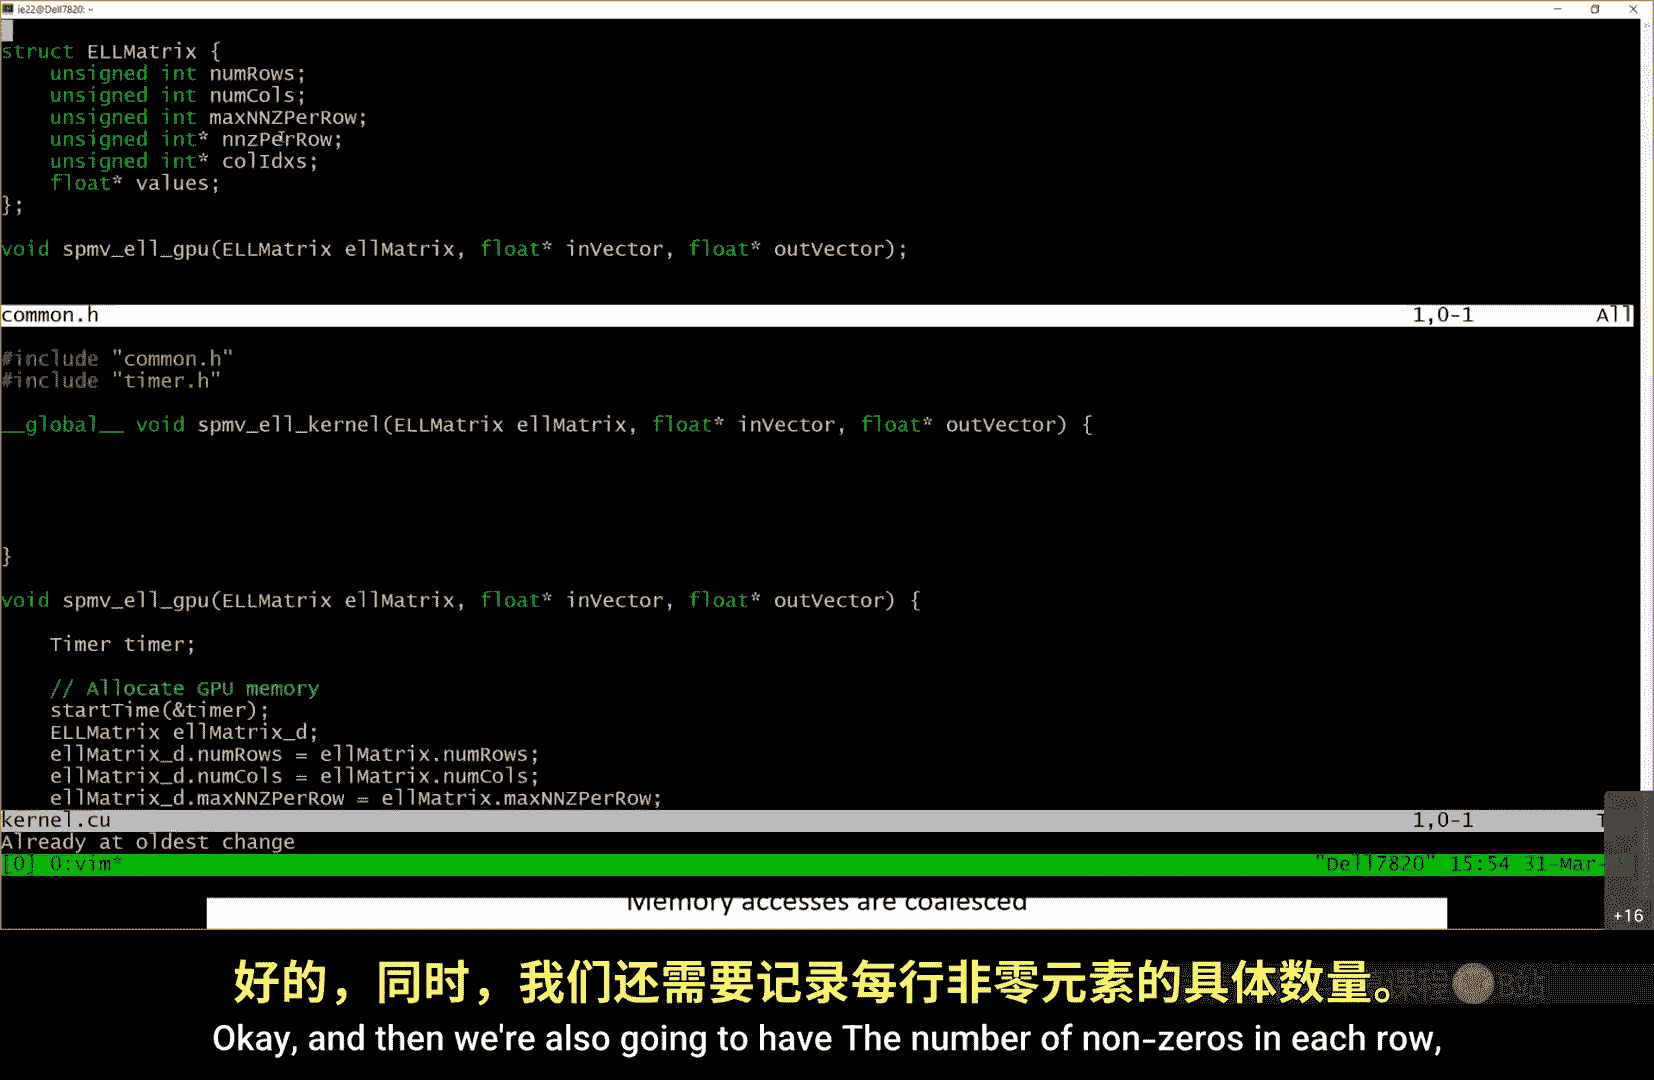 ie22@Dell7820: ~
struct ELLMatrix {
    unsigned int numRows;
    unsigned int numCols;
    unsigned int maxNNZPerRow;
    unsigned int* nnzPerRow;
    unsigned int* colIdxs;
    float* values;
};
void spmv_ell_gpu(ELLMatrix ellMatrix, float* inVector, float* outVector);
common.h 1,0-1 All
#include "common.h"
#include "timer.h"
__global__ void spmv_ell_kernel(ELLMatrix ellMatrix, float* inVector, float* outVector) {
}
void spmv_ell_gpu(ELLMatrix ellMatrix, float* inVector, float* outVector) {
    Timer timer;
    // Allocate GPU memory
    startTime(&timer);
    ELLMatrix ellMatrix_d;
    ellMatrix_d.numRows = ellMatrix.numRows;
    ellMatrix_d.numCols = ellMatrix.numCols;
    ellMatrix_d.maxNNZPerRow = ellMatrix.maxNNZPerRow;
kernel.cu 1,0-1
Already at oldest change
[0] 0:vim* "Dell7820" 15:54 31-Mar-
Memory accesses are coalesced
+16
好的，同时，我们还需要记录每行非零元素的具体数量。
课程 B站
Okay, and then we're also going to have The number of non-zeros in each row,